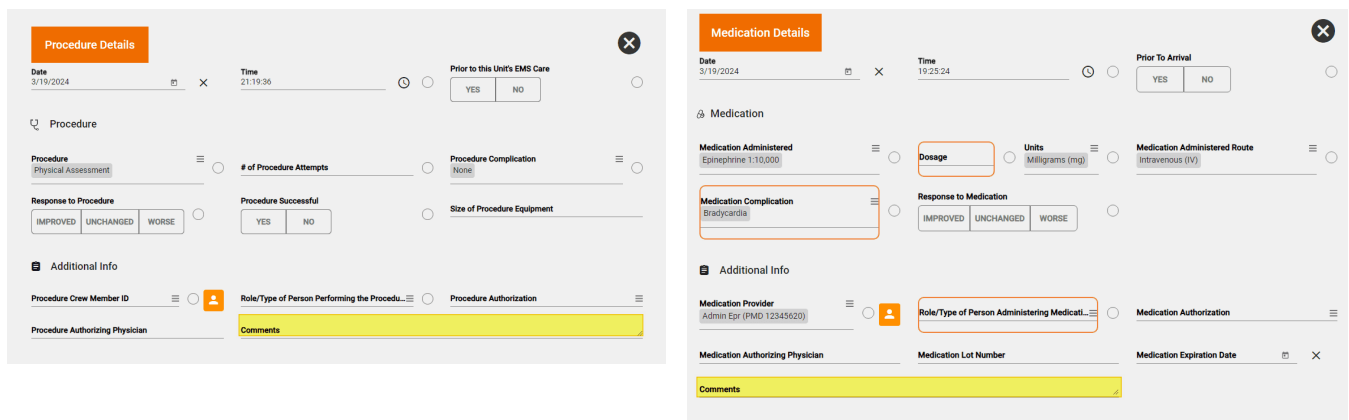 Procedure Details
Date
3/19/2024
Time
21:19:36
Prior to this Unit's EMS Care
YES NO
Procedure
Procedure
Physical Assessment
# of Procedure Attempts
Procedure Complication
None
Response to Procedure
IMPROVED UNCHANGED WORSE
Procedure Successful
YES NO
Size of Procedure Equipment
Additional Info
Procedure Crew Member ID
Role/Type of Person Performing the Procedu...
Procedure Authorization
Procedure Authorizing Physician
Comments
Medication Details
Date
3/19/2024
Time
19:25:24
Prior To Arrival
YES NO
Medication
Medication Administered
Epinephrine 1:10,000
Dosage
Units
Milligrams (mg)
Medication Administered Route
Intravenous (IV)
Medication Complication
Bradycardia
Response to Medication
IMPROVED UNCHANGED WORSE
Additional Info
Medication Provider
Admin Epr (PMD 12345620)
Role/Type of Person Administering Medicati...
Medication Authorization
Medication Authorizing Physician
Medication Lot Number
Medication Expiration Date
Comments